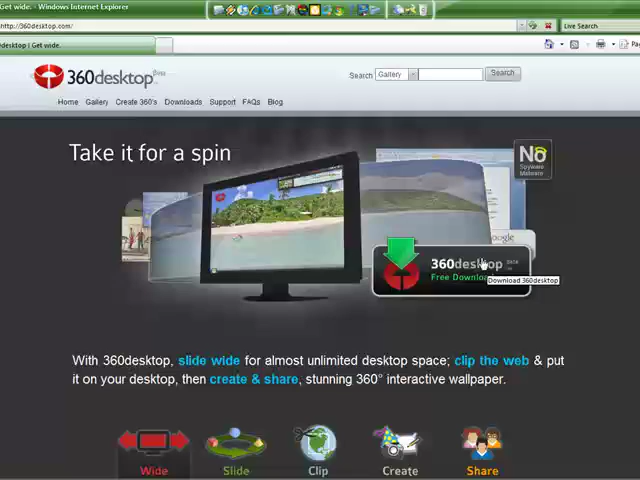 Get wide. - Windows Internet Explorer
http://360desktop.com/
Live Search
desktop | Get wide.
360desktop Beta
Search Gallery Search
Home Gallery Create 360's Downloads Support FAQs Blog
Take it for a spin
No
Spyware
Malware
360desktop
Free Download
Download 360desktop
With 360desktop, slide wide for almost unlimited desktop space; clip the web & put
it on your desktop, then create & share, stunning 360° interactive wallpaper.
Wide Slide Clip Create Share